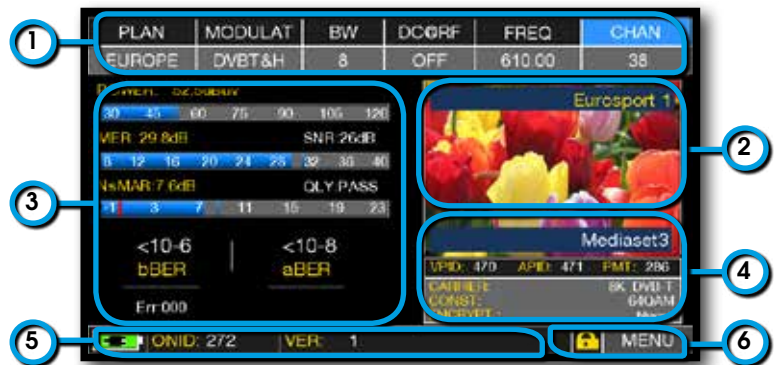 PLAN MODULAT BW DC@RF FREQ CHAN
EUROPE DVBT&H 8 OFF 610.00 38
POWER:
30 45 60 75 90 105 120
MER:29.8dB SNR:26dB
8 12 16 20 24 28 32 36 40
NsMAR:7.6dB QLY:PASS
3 7 11 15 19 23
<10-6 <10-8
bBER aBER
Err:000
Eurosport 1
Mediaset3
VPID: 470 APID: 471 PMT: 286
CARRIER: 8K DVB-T
CONST: 64QAM
ENCRYPT.:
ONID: 272 VER: 1
MENU
1
2
3
4
5
6